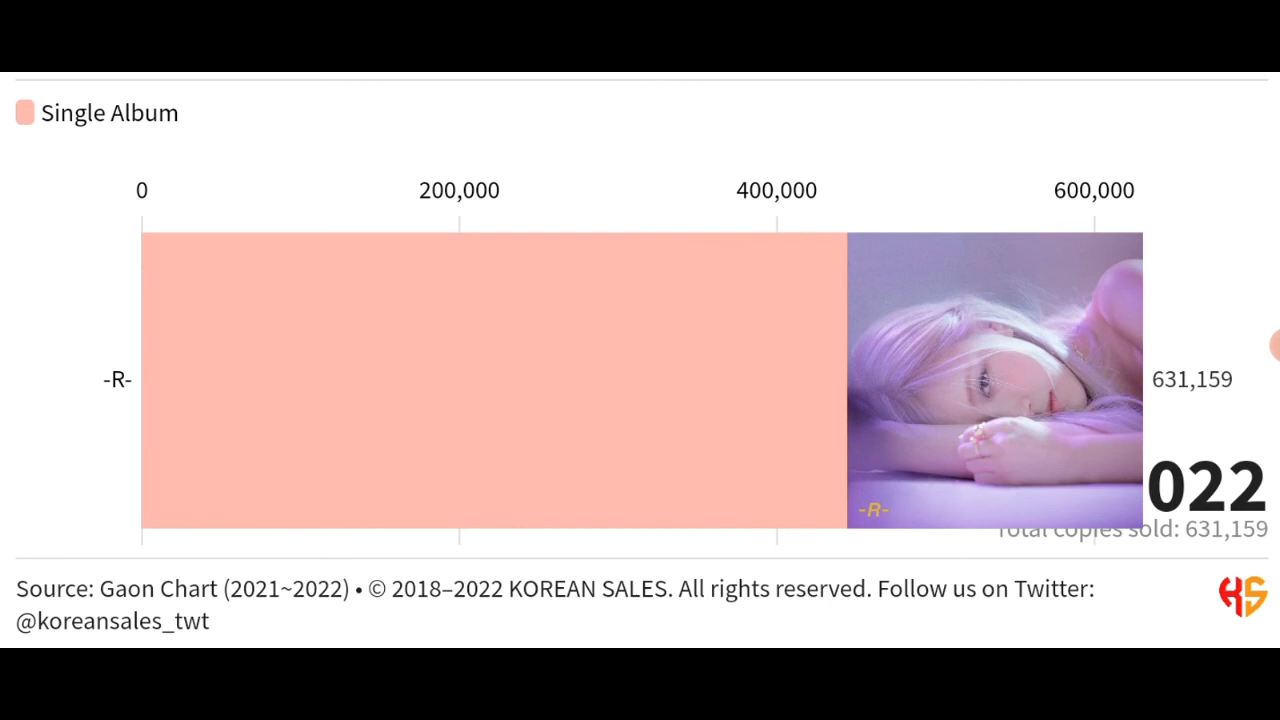 Single Album
0 200,000 400,000 600,000
-R-
631,159
-R-
022
Total copies sold: 631,159
Source: Gaon Chart (2021~2022) • © 2018–2022 KOREAN SALES. All rights reserved. Follow us on Twitter:
@koreansales_twt
KS